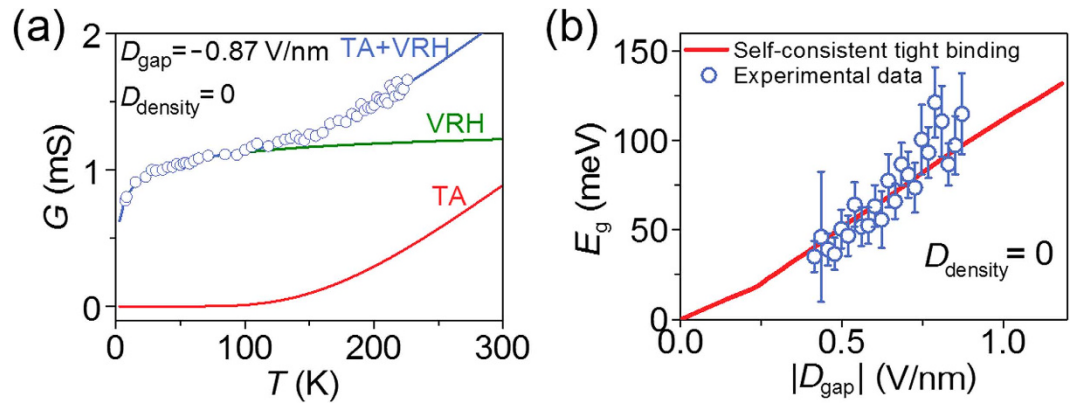 (a)
2
1
0
G (mS)
D_gap=−0.87 V/nm
D_density=0
TA+VRH
VRH
TA
0 100 200 300
T (K)
(b)
150
100
50
0
E_g (meV)
Self-consistent tight binding
Experimental data
D_density=0
0.0 0.5 1.0
|D_gap| (V/nm)